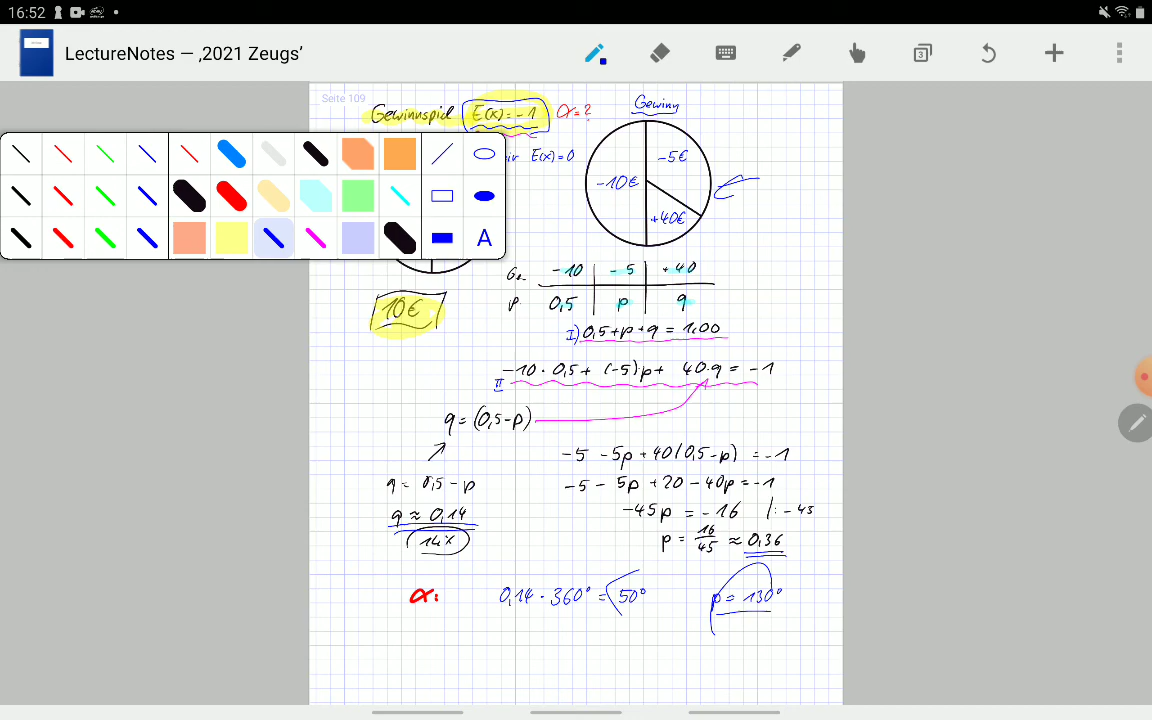 16:52
LectureNotes — ‚2021 Zeugs’
3
Seite 109
Gewinnspiel E(X)=-1 α=?
Gewinn
E(X)=0
-5€
-10€
+40€
A
Ge. -10 -5 +40
P 0,5 p q
10€
I) 0,5+p+q = 1,00
II -10 · 0,5+ (-5)·p+ 40·q = -1
q = (0,5-p)
-5 -5p +40(0,5-p) = -1
q = 0,5-p
-5 - 5p +20 - 40p = -1
q ≈ 0,14
-45p = -16 /: -45
14%
p = 16/45 ≈ 0,36
α: 0,14 · 360° = 50° p = 130°